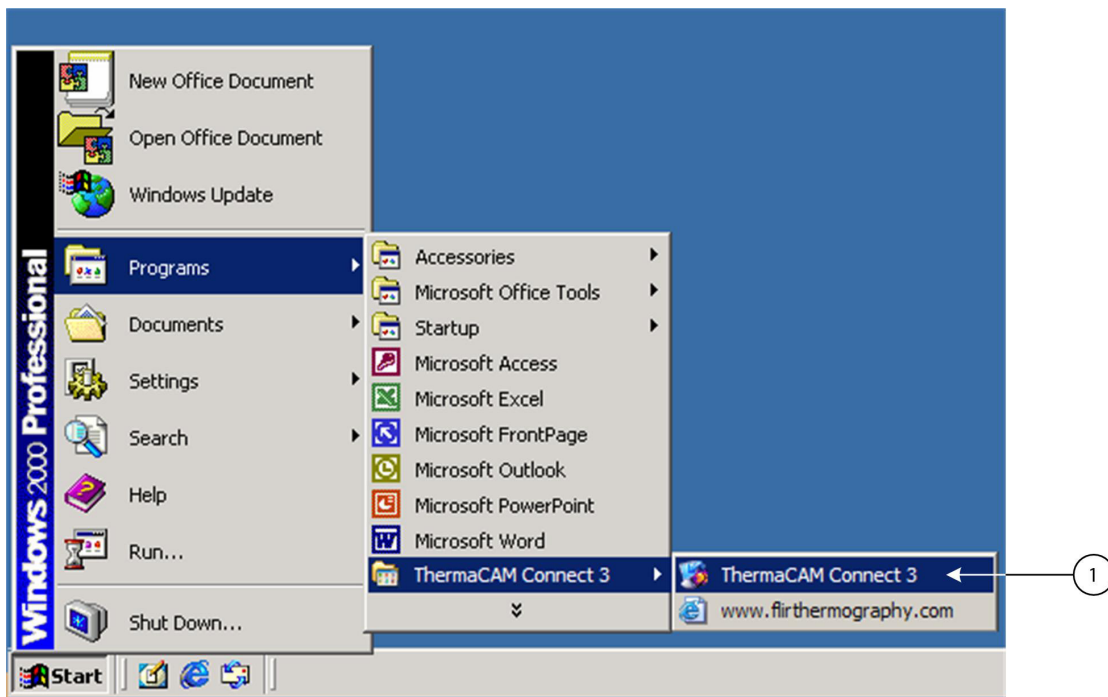 New Office Document
Open Office Document
Windows Update
Programs
Documents
Settings
Search
Help
Run...
Shut Down...
Windows 2000 Professional
Accessories
Microsoft Office Tools
Startup
Microsoft Access
Microsoft Excel
Microsoft FrontPage
Microsoft Outlook
Microsoft PowerPoint
Microsoft Word
ThermaCAM Connect 3
ThermaCAM Connect 3
www.flirthermography.com
1
Start